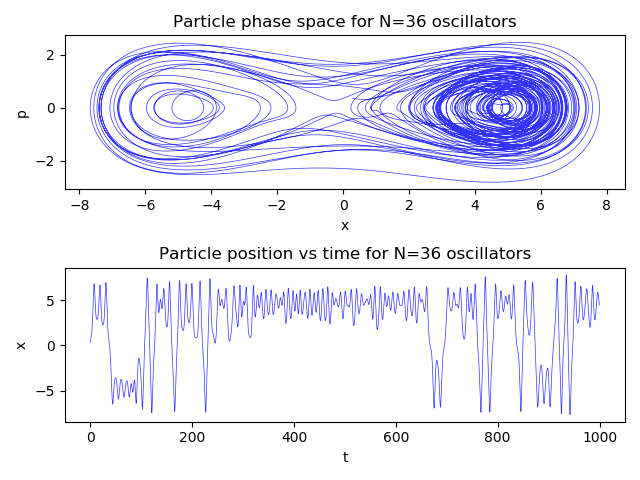 Particle phase space for N=36 oscillators
2
0
−2
p
−8 −6 −4 −2 0 2 4 6 8
x
Particle position vs time for N=36 oscillators
5
0
−5
x
0 200 400 600 800 1000
t